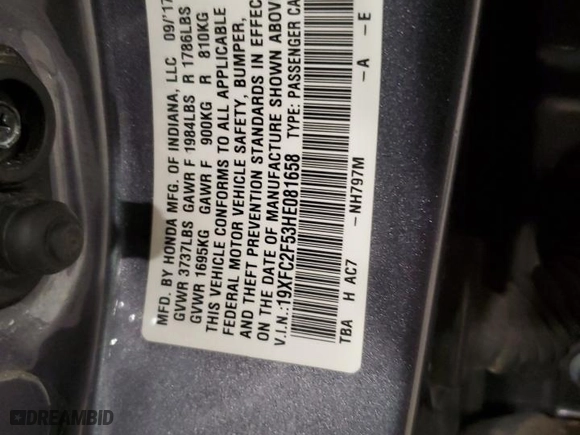 MFD. BY HONDA MFG. OF INDIANA, LLC 09/17
GVWR 3737LBS GAWR F 1984LBS R 1786LBS
GVWR 1695KG GAWR F 900KG R 810KG
THIS VEHICLE CONFORMS TO ALL APPLICABLE
FEDERAL MOTOR VEHICLE SAFETY, BUMPER,
AND THEFT PREVENTION STANDARDS IN EFFEC
ON THE DATE OF MANUFACTURE SHOWN ABOV
V.I.N.:19XFC2F53HE081658 TYPE: PASSENGER CA
TBA H AC7 -NH797M -A -E
DREAMBID